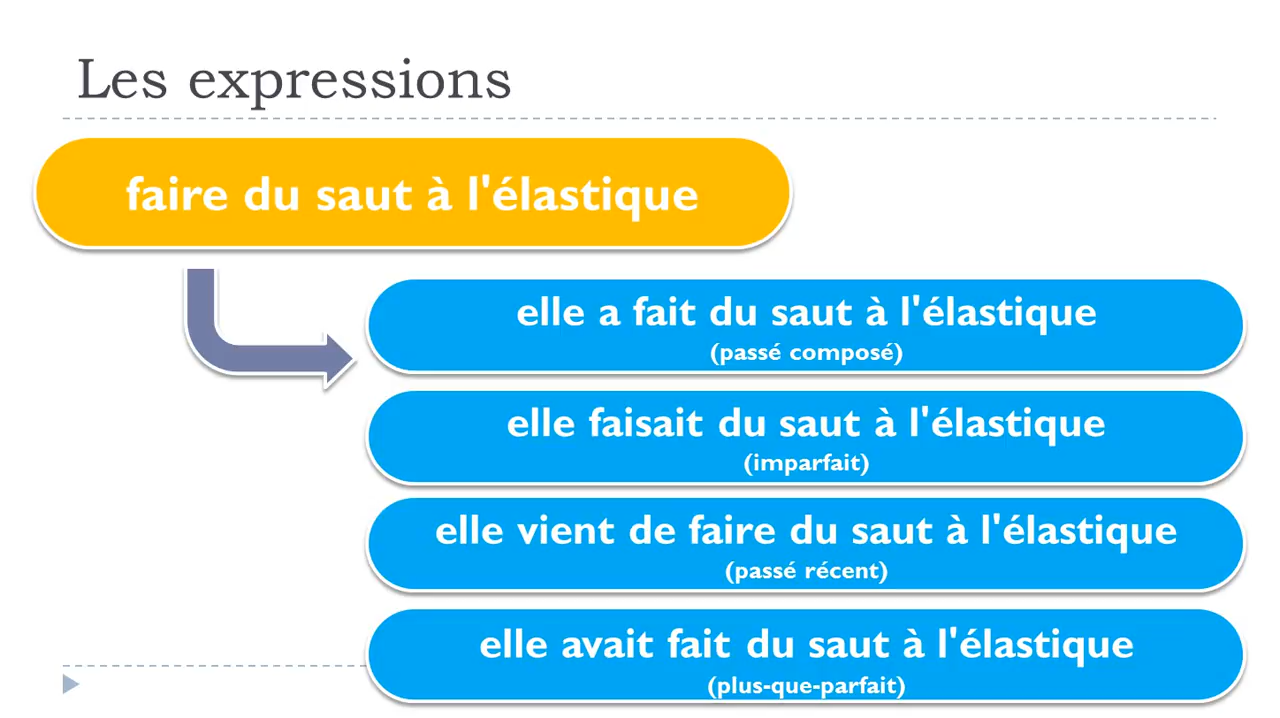 Les expressions
faire du saut à l'élastique
elle a fait du saut à l'élastique
(passé composé)
elle faisait du saut à l'élastique
(imparfait)
elle vient de faire du saut à l'élastique
(passé récent)
elle avait fait du saut à l'élastique
(plus-que-parfait)